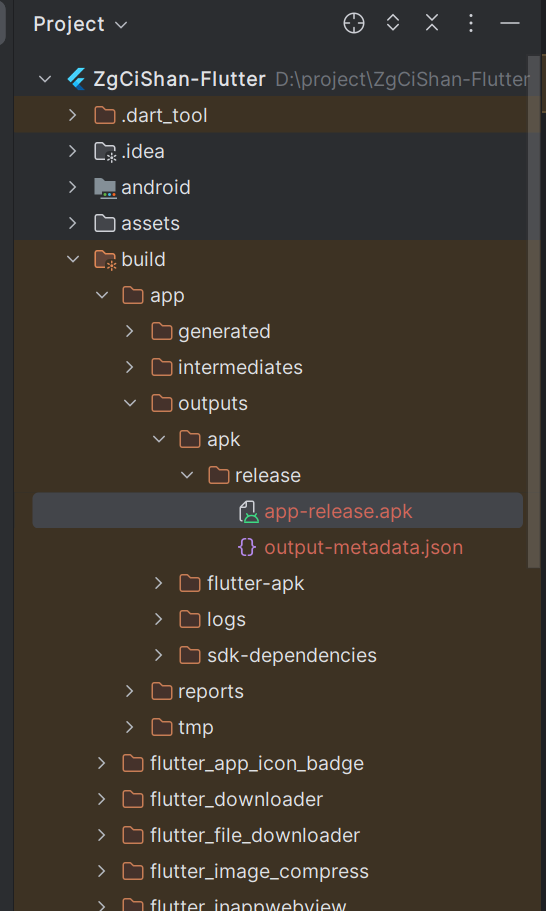 Project
ZgCiShan-Flutter D:\project\ZgCiShan-Flutter
.dart_tool
.idea
android
assets
build
app
generated
intermediates
outputs
apk
release
app-release.apk
output-metadata.json
flutter-apk
logs
sdk-dependencies
reports
tmp
flutter_app_icon_badge
flutter_downloader
flutter_file_downloader
flutter_image_compress
flutter_inappwebview